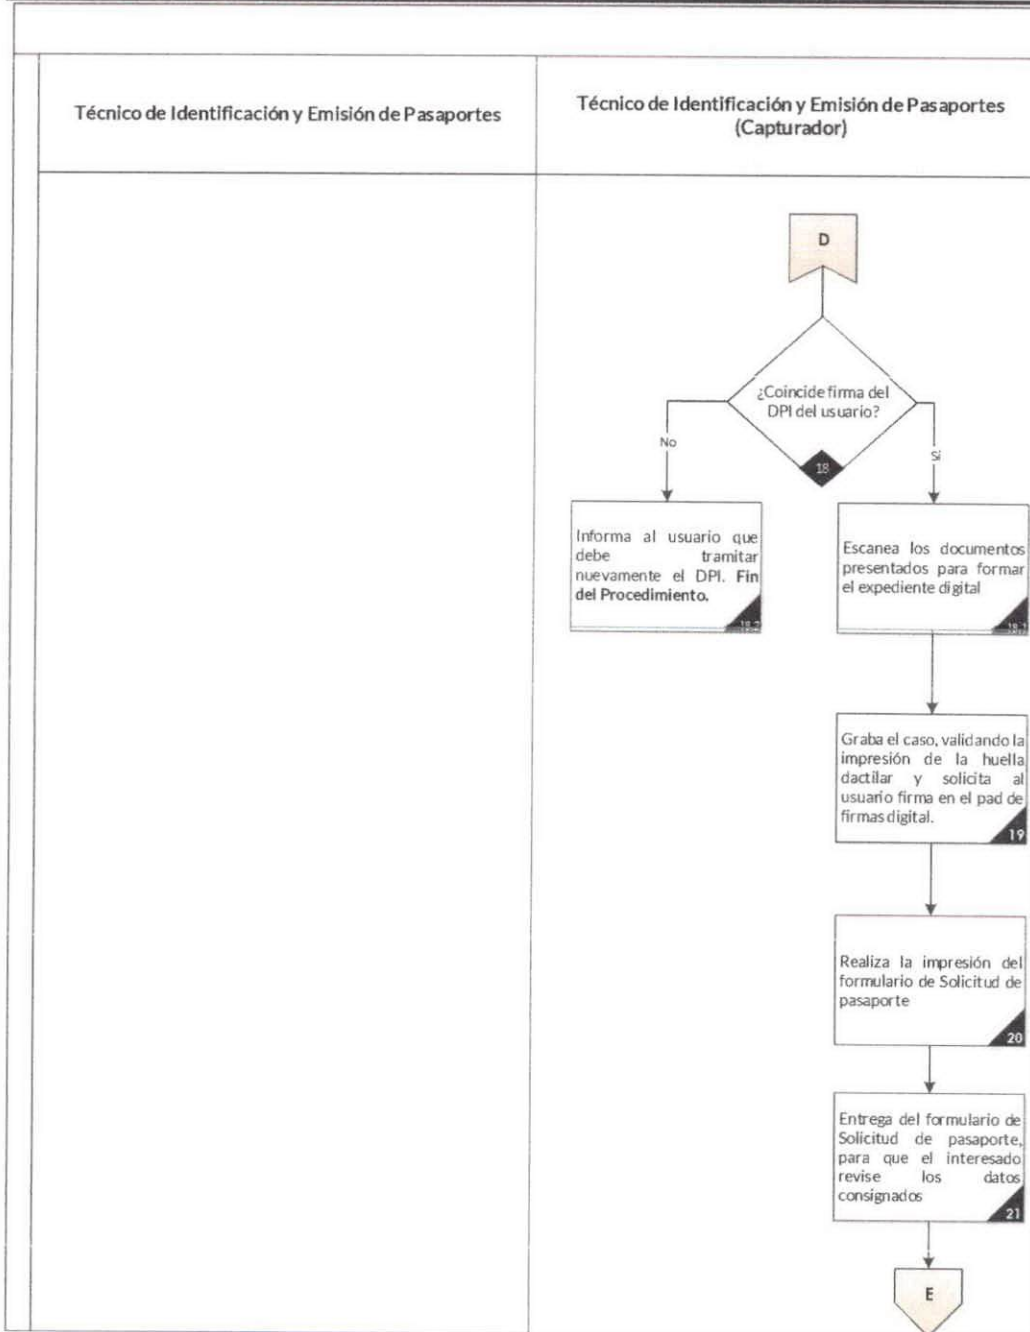 Técnico de Identificación y Emisión de Pasaportes
Técnico de Identificación y Emisión de Pasaportes
(Capturador)
D
¿Coincide firma del
DPI del usuario?
18
No
Si
Informa al usuario que
debe tramitar
nuevamente el DPI. Fin
del Procedimiento.
18.2
Escanea los documentos
presentados para formar
el expediente digital
18.1
Graba el caso, validando la
impresión de la huella
dactilar y solicita al
usuario firma en el pad de
firmas digital.
19
Realiza la impresión del
formulario de Solicitud de
pasaporte
20
Entrega del formulario de
Solicitud de pasaporte,
para que el interesado
revise los datos
consignados
21
E